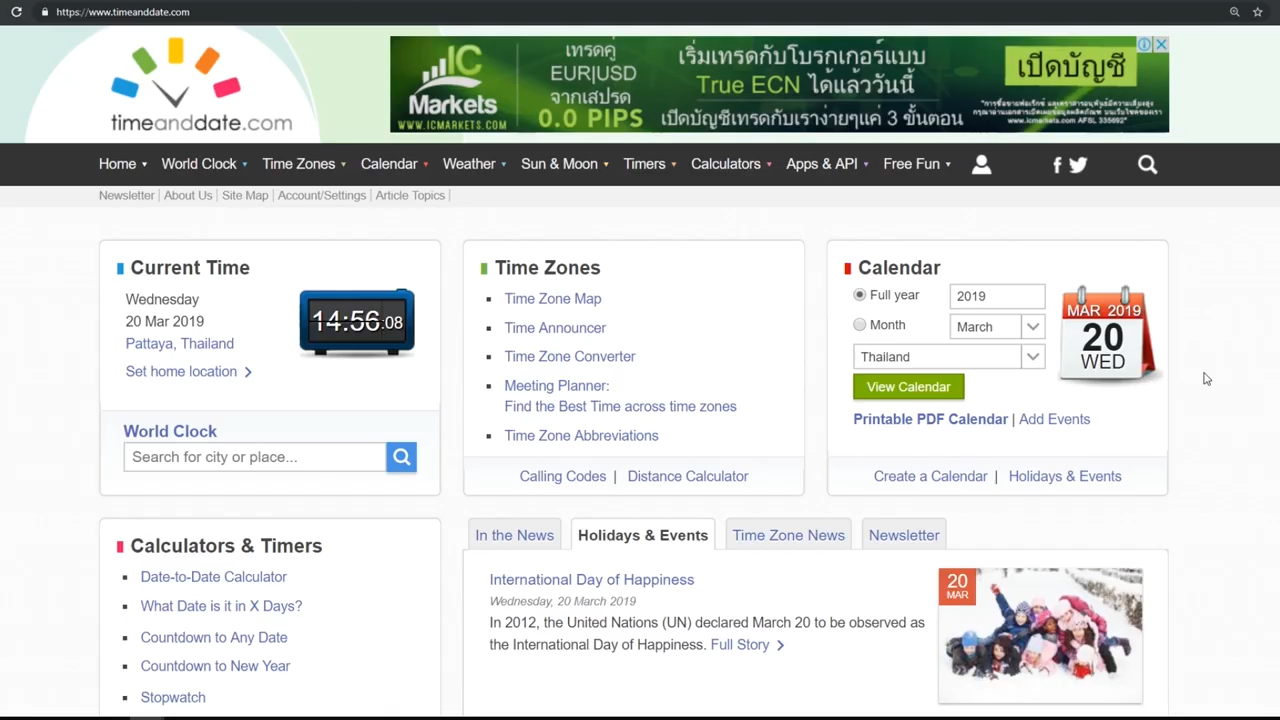 https://www.timeanddate.com
timeanddate.com
IC
Markets
WWW.ICMARKETS.COM
เทรดคู่
EUR|USD
จากสเปรด
0.0 PIPS
เริ่มเทรดกับโบรกเกอร์แบบ
True ECN ได้แล้ววันนี้
เปิดบัญชีเทรดกับเราง่ายๆแค่ 3 ขั้นตอน
เปิดบัญชี
www.icmarkets.com AFSL 335692"
Home World Clock Time Zones Calendar Weather Sun & Moon Timers Calculators Apps & API Free Fun
Newsletter | About Us | Site Map | Account/Settings | Article Topics |
Current Time
Wednesday
20 Mar 2019
Pattaya, Thailand
Set home location
14:56:08
World Clock
Search for city or place...
Time Zones
Time Zone Map
Time Announcer
Time Zone Converter
Meeting Planner:
Find the Best Time across time zones
Time Zone Abbreviations
Calling Codes | Distance Calculator
Calendar
Full year 2019
Month March
Thailand
View Calendar
MAR 2019
20
WED
Printable PDF Calendar | Add Events
Create a Calendar | Holidays & Events
Calculators & Timers
Date-to-Date Calculator
What Date is it in X Days?
Countdown to Any Date
Countdown to New Year
Stopwatch
In the News Holidays & Events Time Zone News Newsletter
International Day of Happiness
Wednesday, 20 March 2019
In 2012, the United Nations (UN) declared March 20 to be observed as
the International Day of Happiness. Full Story
20
MAR